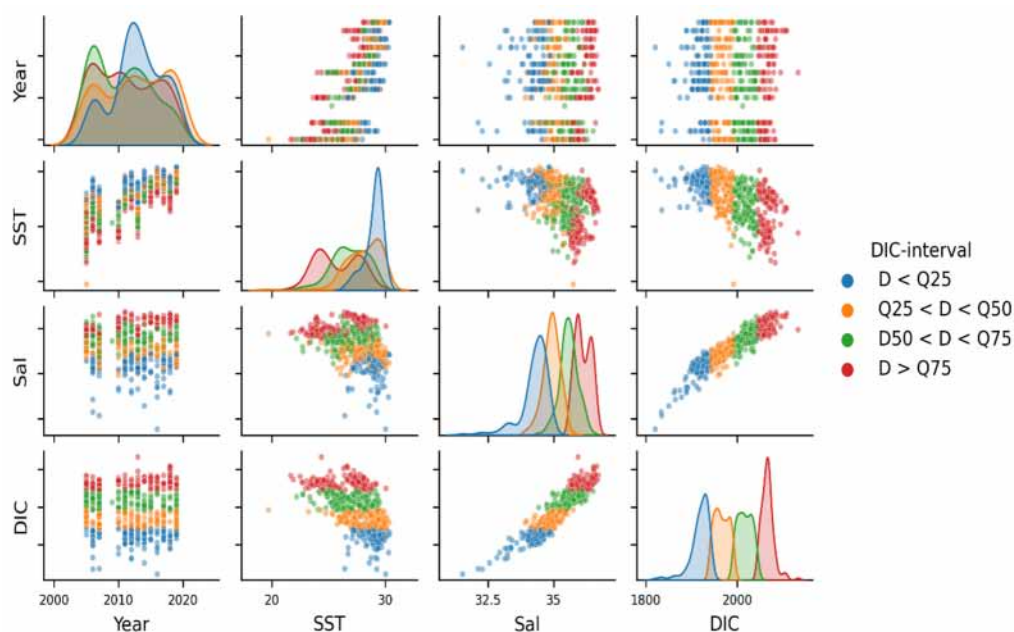 Year
SST
Sal
DIC
2000 2010 2020
20 30
32.5 35
1800 2000
Year SST Sal DIC
DIC-interval
D < Q25
Q25 < D < Q50
D50 < D < Q75
D > Q75